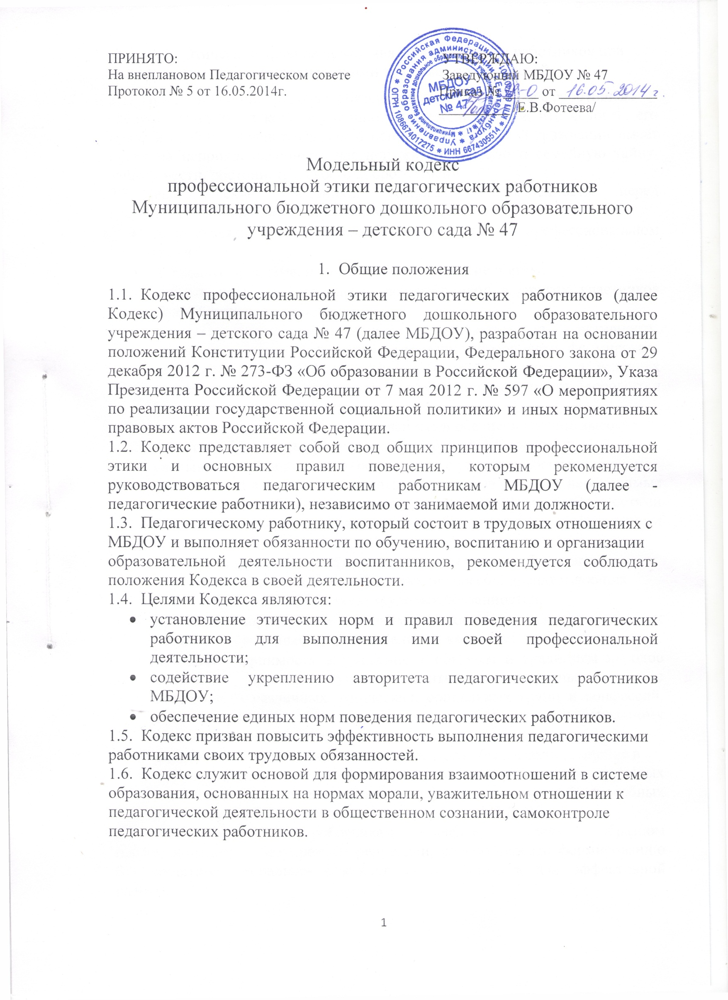 ПРИНЯТО:
На внеплановом Педагогическом совете
Протокол № 5 от 16.05.2014г.
УТВЕРЖДАЮ:
Заведующий МБДОУ № 47
Приказ № -О от 16.05.2014 г.
/Е.В.Фотеева/
✶ Российская Федерация ✶
ОГРН 1086674017275 ✶ ИНН 6674305514 ✶
Управление образования администрации г.Екатеринбурга ✶
Муниципальное бюджетное дошкольное образовательное учреждение детский сад № 47 ✶
МБДОУ
детский сад
№ 47
Модельный кодекс
профессиональной этики педагогических работников
Муниципального бюджетного дошкольного образовательного
учреждения – детского сада № 47
1. Общие положения
1.1. Кодекс профессиональной этики педагогических работников (далее
Кодекс) Муниципального бюджетного дошкольного образовательного
учреждения – детского сада № 47 (далее МБДОУ), разработан на основании
положений Конституции Российской Федерации, Федерального закона от 29
декабря 2012 г. № 273-ФЗ «Об образовании в Российской Федерации», Указа
Президента Российской Федерации от 7 мая 2012 г. № 597 «О мероприятиях
по реализации государственной социальной политики» и иных нормативных
правовых актов Российской Федерации.
1.2. Кодекс представляет собой свод общих принципов профессиональной
этики и основных правил поведения, которым рекомендуется
руководствоваться педагогическим работникам МБДОУ (далее -
педагогические работники), независимо от занимаемой ими должности.
1.3. Педагогическому работнику, который состоит в трудовых отношениях с
МБДОУ и выполняет обязанности по обучению, воспитанию и организации
образовательной деятельности воспитанников, рекомендуется соблюдать
положения Кодекса в своей деятельности.
1.4. Целями Кодекса являются:
• установление этических норм и правил поведения педагогических
работников для выполнения ими своей профессиональной
деятельности;
• содействие укреплению авторитета педагогических работников
МБДОУ;
• обеспечение единых норм поведения педагогических работников.
1.5. Кодекс призван повысить эффективность выполнения педагогическими
работниками своих трудовых обязанностей.
1.6. Кодекс служит основой для формирования взаимоотношений в системе
образования, основанных на нормах морали, уважительном отношении к
педагогической деятельности в общественном сознании, самоконтроле
педагогических работников.
1